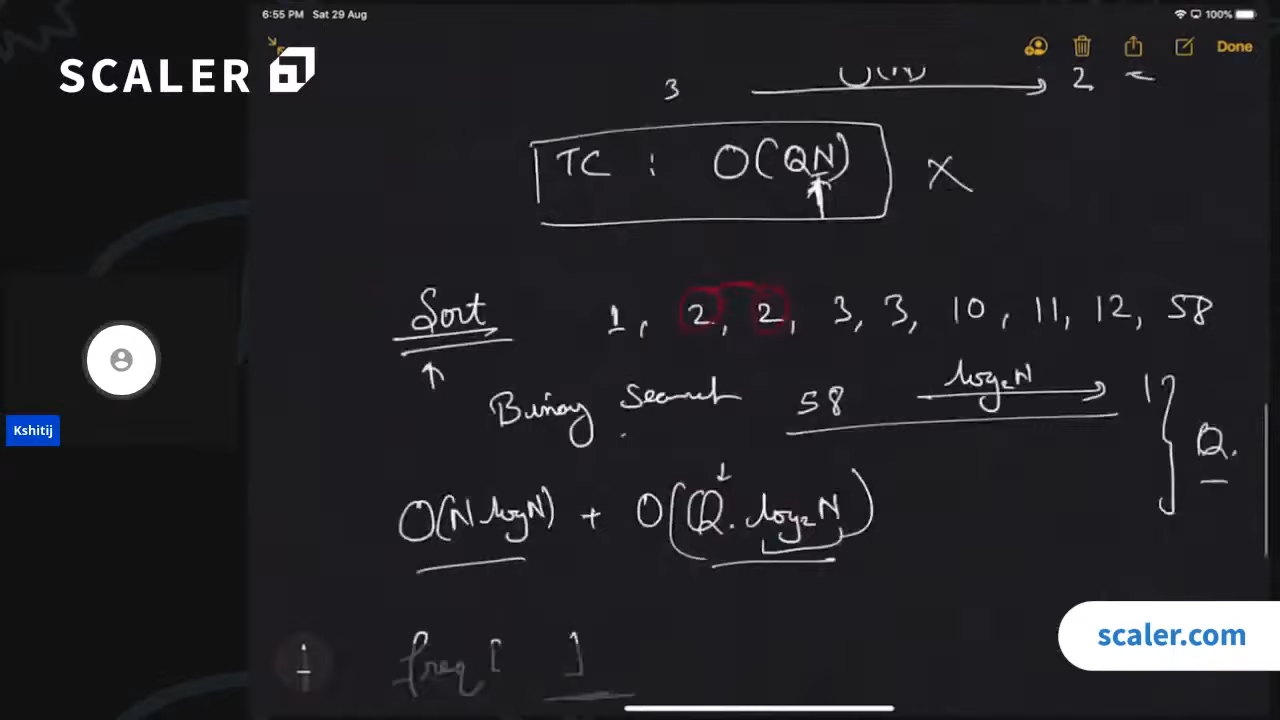 6:55 PM Sat 29 Aug 100%
SCALER
Done
3 2
TC : O(QN) X
Sort 1, 2, 2, 3, 3, 10, 11, 12, 58
Binary search 58 log₂N 1 } Q.
Kshitij
O(N.logN) + O(Q.log₂N)
scaler.com
freq [ ]